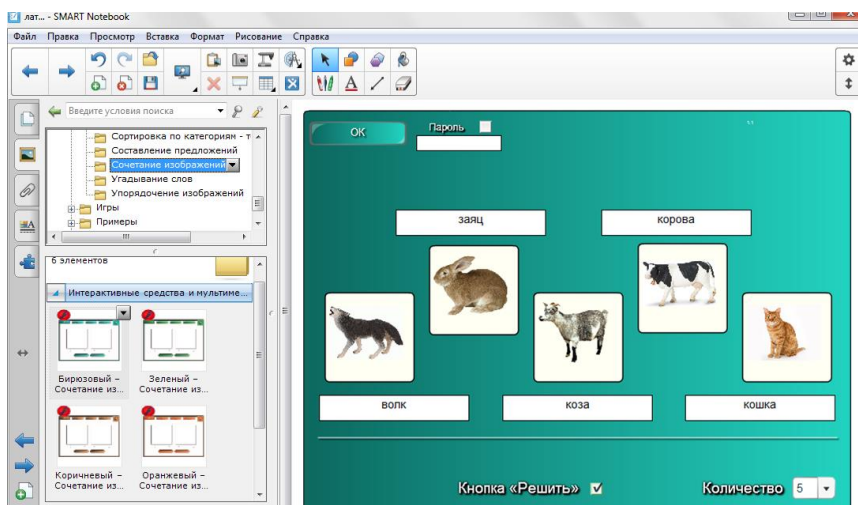 лат... - SMART Notebook
Файл Правка Просмотр Вставка Формат Рисование Справка
Введите условия поиска
Сортировка по категориям - т
Составление предложений
Сочетание изображений
Угадывание слов
Упорядочение изображений
Игры
Примеры
6 элементов
Интерактивные средства и мультиме...
Бирюзовый –
Сочетание из...
Зеленый –
Сочетание из...
Коричневый –
Сочетание из...
Оранжевый –
Сочетание из...
OK
Пароль
заяц
корова
волк
коза
кошка
Кнопка «Решить»
Количество 5